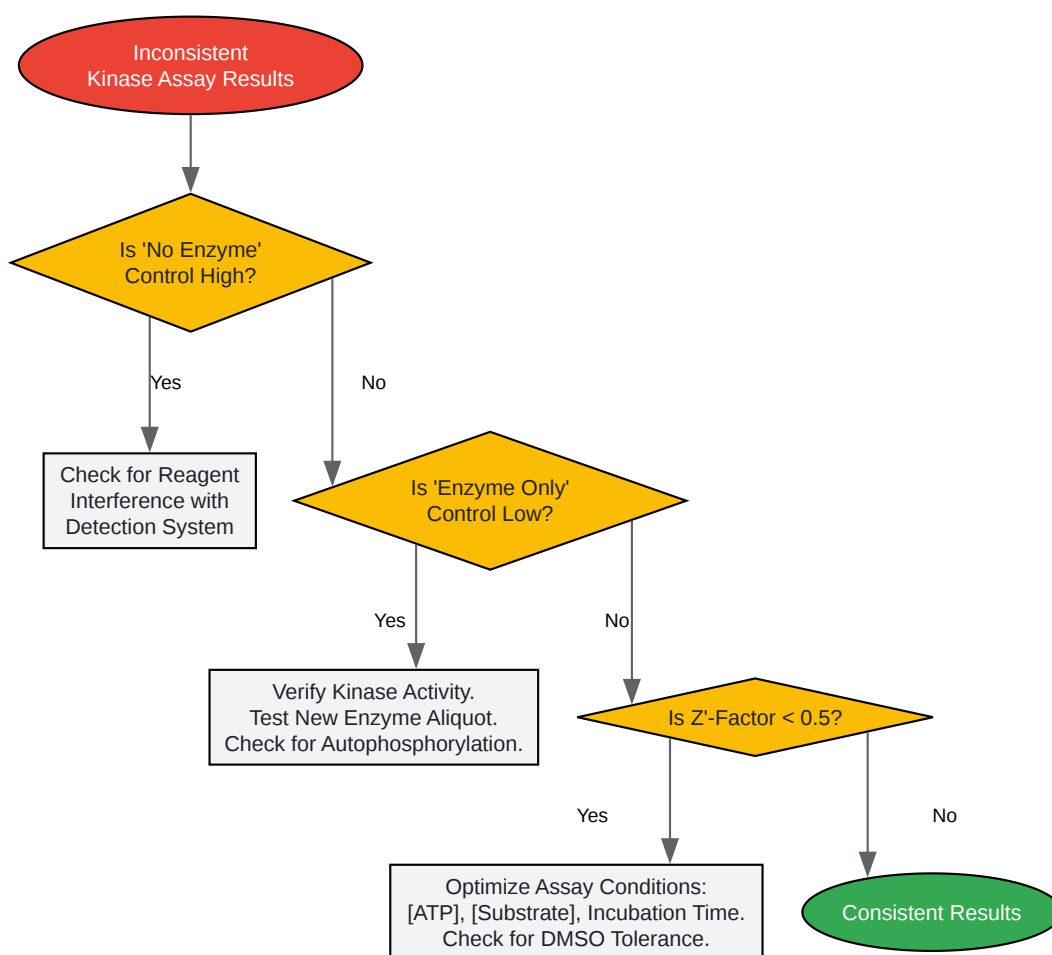 Inconsistent
Kinase Assay Results
Is 'No Enzyme'
Control High?
Yes
No
Check for Reagent
Interference with
Detection System
Is 'Enzyme Only'
Control Low?
Yes
No
Verify Kinase Activity.
Test New Enzyme Aliquot.
Check for Autophosphorylation.
Is Z'-Factor < 0.5?
Yes
No
Optimize Assay Conditions:
[ATP], [Substrate], Incubation Time.
Check for DMSO Tolerance.
Consistent Results